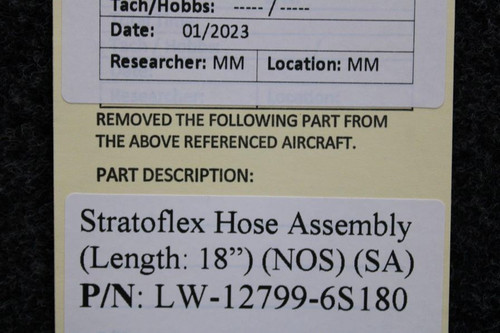 Tach/Hobbs: ----- / -----
Date: 01/2023
Researcher: MM Location: MM
REMOVED THE FOLLOWING PART FROM
THE ABOVE REFERENCED AIRCRAFT.
PART DESCRIPTION:
Stratoflex Hose Assembly
(Length: 18”) (NOS) (SA)
P/N: LW-12799-6S180